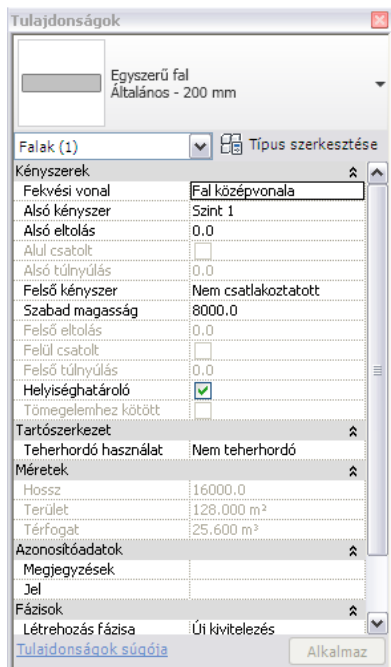 Tulajdonságok
Egyszerű fal
Általános - 200 mm
Falak (1) Típus szerkesztése
Kényszerek
Fekvési vonal Fal középvonala
Alsó kényszer Szint 1
Alsó eltolás 0.0
Alul csatolt
Alsó túlnyúlás 0.0
Felső kényszer Nem csatlakoztatott
Szabad magasság 8000.0
Felső eltolás 0.0
Felül csatolt
Felső túlnyúlás 0.0
Helyiséghatároló
Tömegelemhez kötött
Tartószerkezet
Teherhordó használat Nem teherhordó
Méretek
Hossz 16000.0
Terület 128.000 m²
Térfogat 25.600 m³
Azonosítóadatok
Megjegyzések
Jel
Fázisok
Létrehozás fázisa Új kivitelezés
Tulajdonságok súgója Alkalmaz